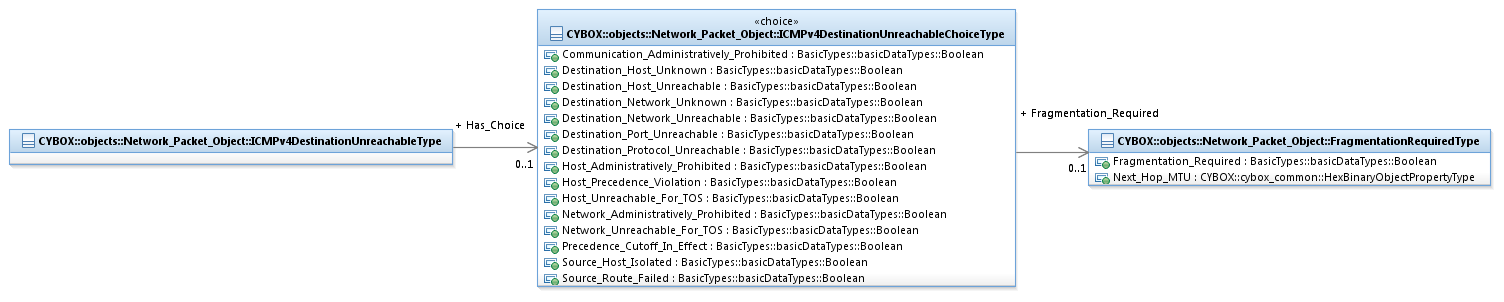 CYBOX::objects::Network_Packet_Object::ICMPv4DestinationUnreachableType
+ Has_Choice
0..1
«choice»
CYBOX::objects::Network_Packet_Object::ICMPv4DestinationUnreachableChoiceType
Communication_Administratively_Prohibited : BasicTypes::basicDataTypes::Boolean
Destination_Host_Unknown : BasicTypes::basicDataTypes::Boolean
Destination_Host_Unreachable : BasicTypes::basicDataTypes::Boolean
Destination_Network_Unknown : BasicTypes::basicDataTypes::Boolean
Destination_Network_Unreachable : BasicTypes::basicDataTypes::Boolean
Destination_Port_Unreachable : BasicTypes::basicDataTypes::Boolean
Destination_Protocol_Unreachable : BasicTypes::basicDataTypes::Boolean
Host_Administratively_Prohibited : BasicTypes::basicDataTypes::Boolean
Host_Precedence_Violation : BasicTypes::basicDataTypes::Boolean
Host_Unreachable_For_TOS : BasicTypes::basicDataTypes::Boolean
Network_Administratively_Prohibited : BasicTypes::basicDataTypes::Boolean
Network_Unreachable_For_TOS : BasicTypes::basicDataTypes::Boolean
Precedence_Cutoff_In_Effect : BasicTypes::basicDataTypes::Boolean
Source_Host_Isolated : BasicTypes::basicDataTypes::Boolean
Source_Route_Failed : BasicTypes::basicDataTypes::Boolean
+ Fragmentation_Required
0..1
CYBOX::objects::Network_Packet_Object::FragmentationRequiredType
Fragmentation_Required : BasicTypes::basicDataTypes::Boolean
Next_Hop_MTU : CYBOX::cybox_common::HexBinaryObjectPropertyType